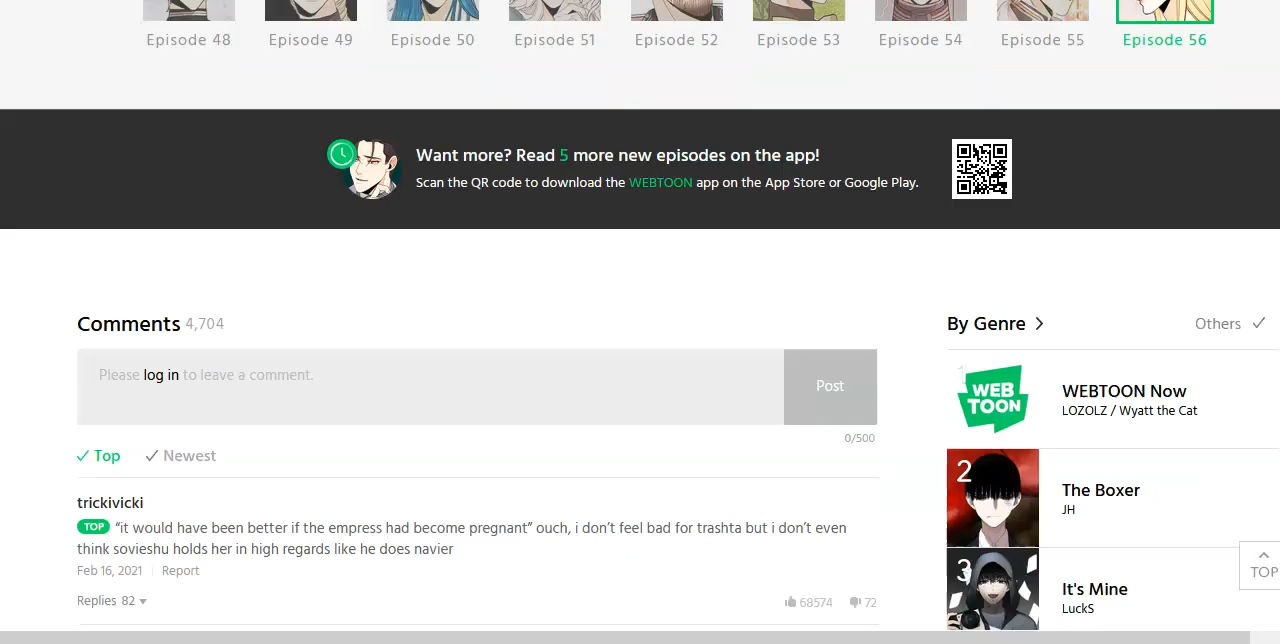 Episode 48 Episode 49 Episode 50 Episode 51 Episode 52 Episode 53 Episode 54 Episode 55 Episode 56
Want more? Read 5 more new episodes on the app!
Scan the QR code to download the WEBTOON app on the App Store or Google Play.
Comments 4,704
Please log in to leave a comment.
Post
0/500
Top Newest
trickivicki
TOP “it would have been better if the empress had become pregnant” ouch, i don’t feel bad for trashta but i don’t even
think sovieshu holds her in high regards like he does navier
Feb 16, 2021 Report
Replies 82
68574 72
By Genre
Others
1
WEB
TOON
WEBTOON Now
LOZOLZ / Wyatt the Cat
2
The Boxer
JH
3
It's Mine
LuckS
TOP